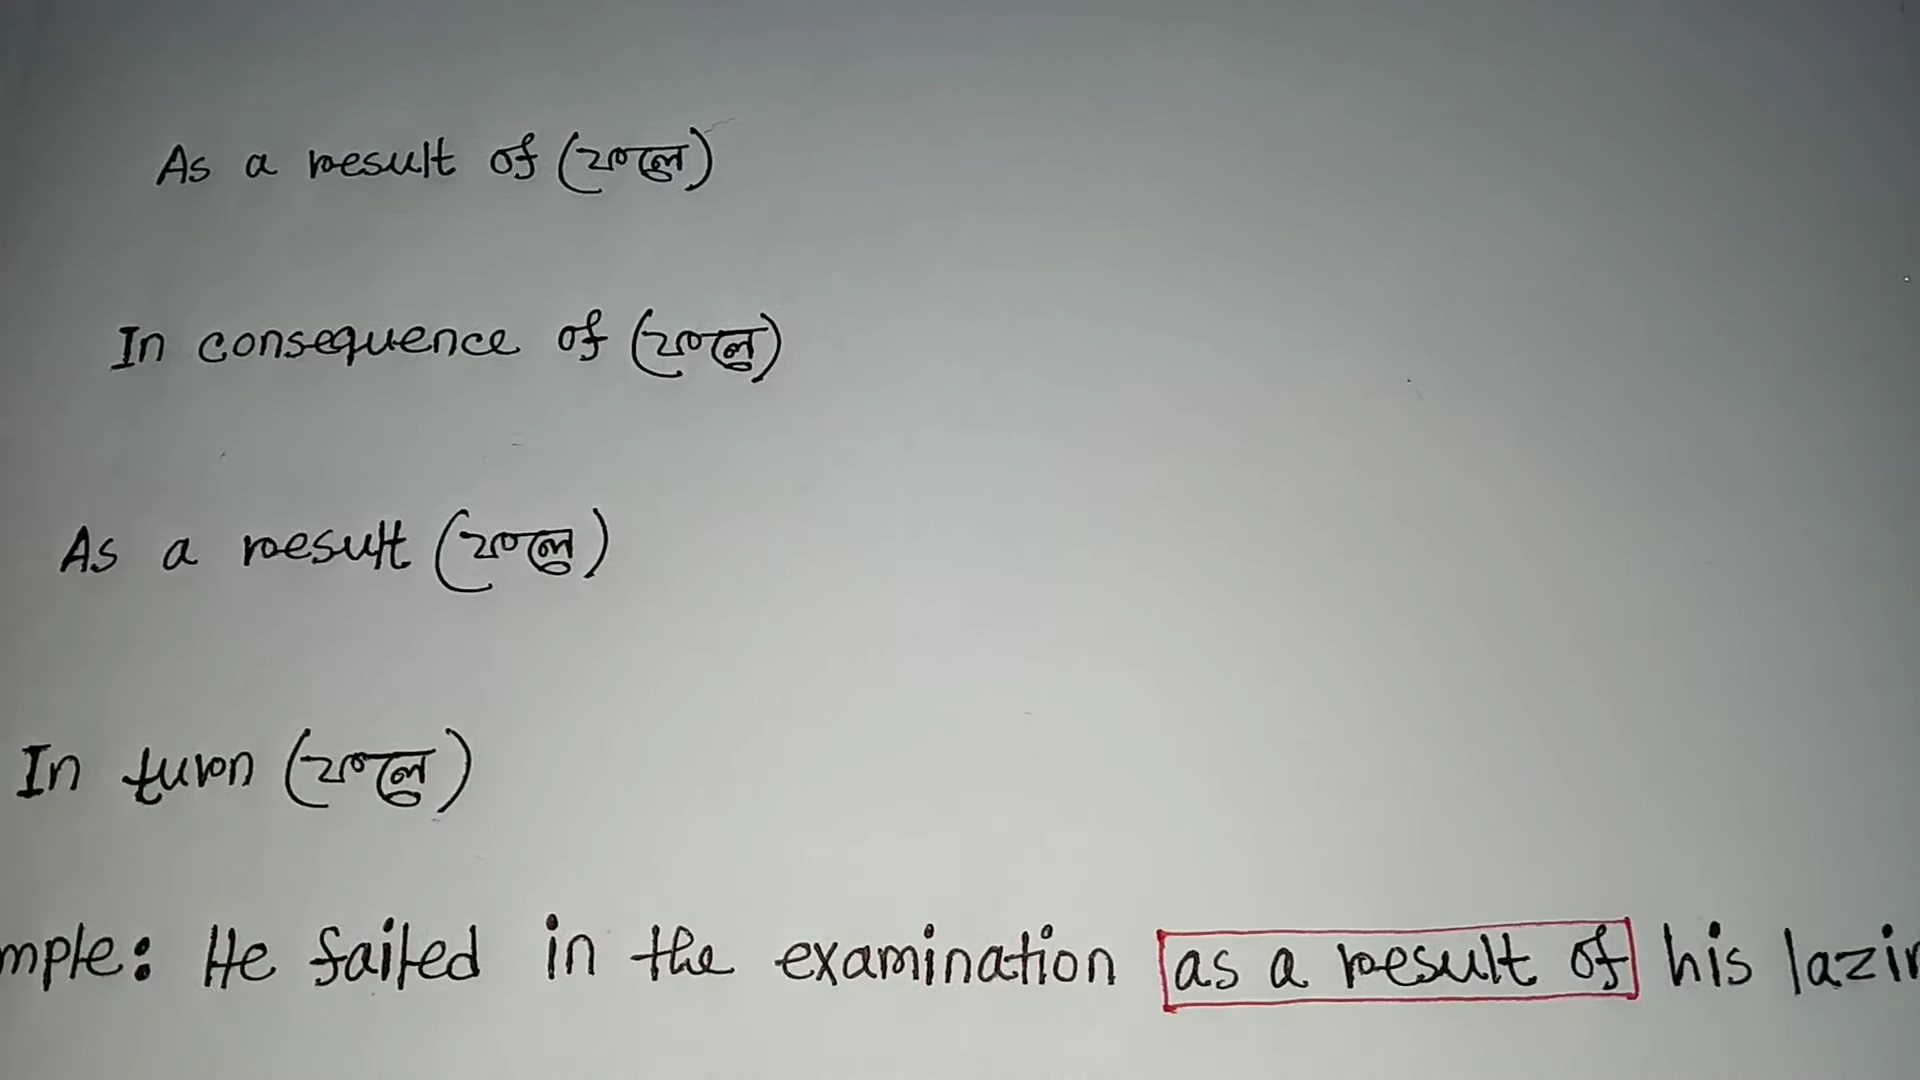 As a result of (ফলে)
In consequence of (ফলে)
As a result (ফলে)
In turn (ফলে)
mple: He failed in the examination as a result of his lazin